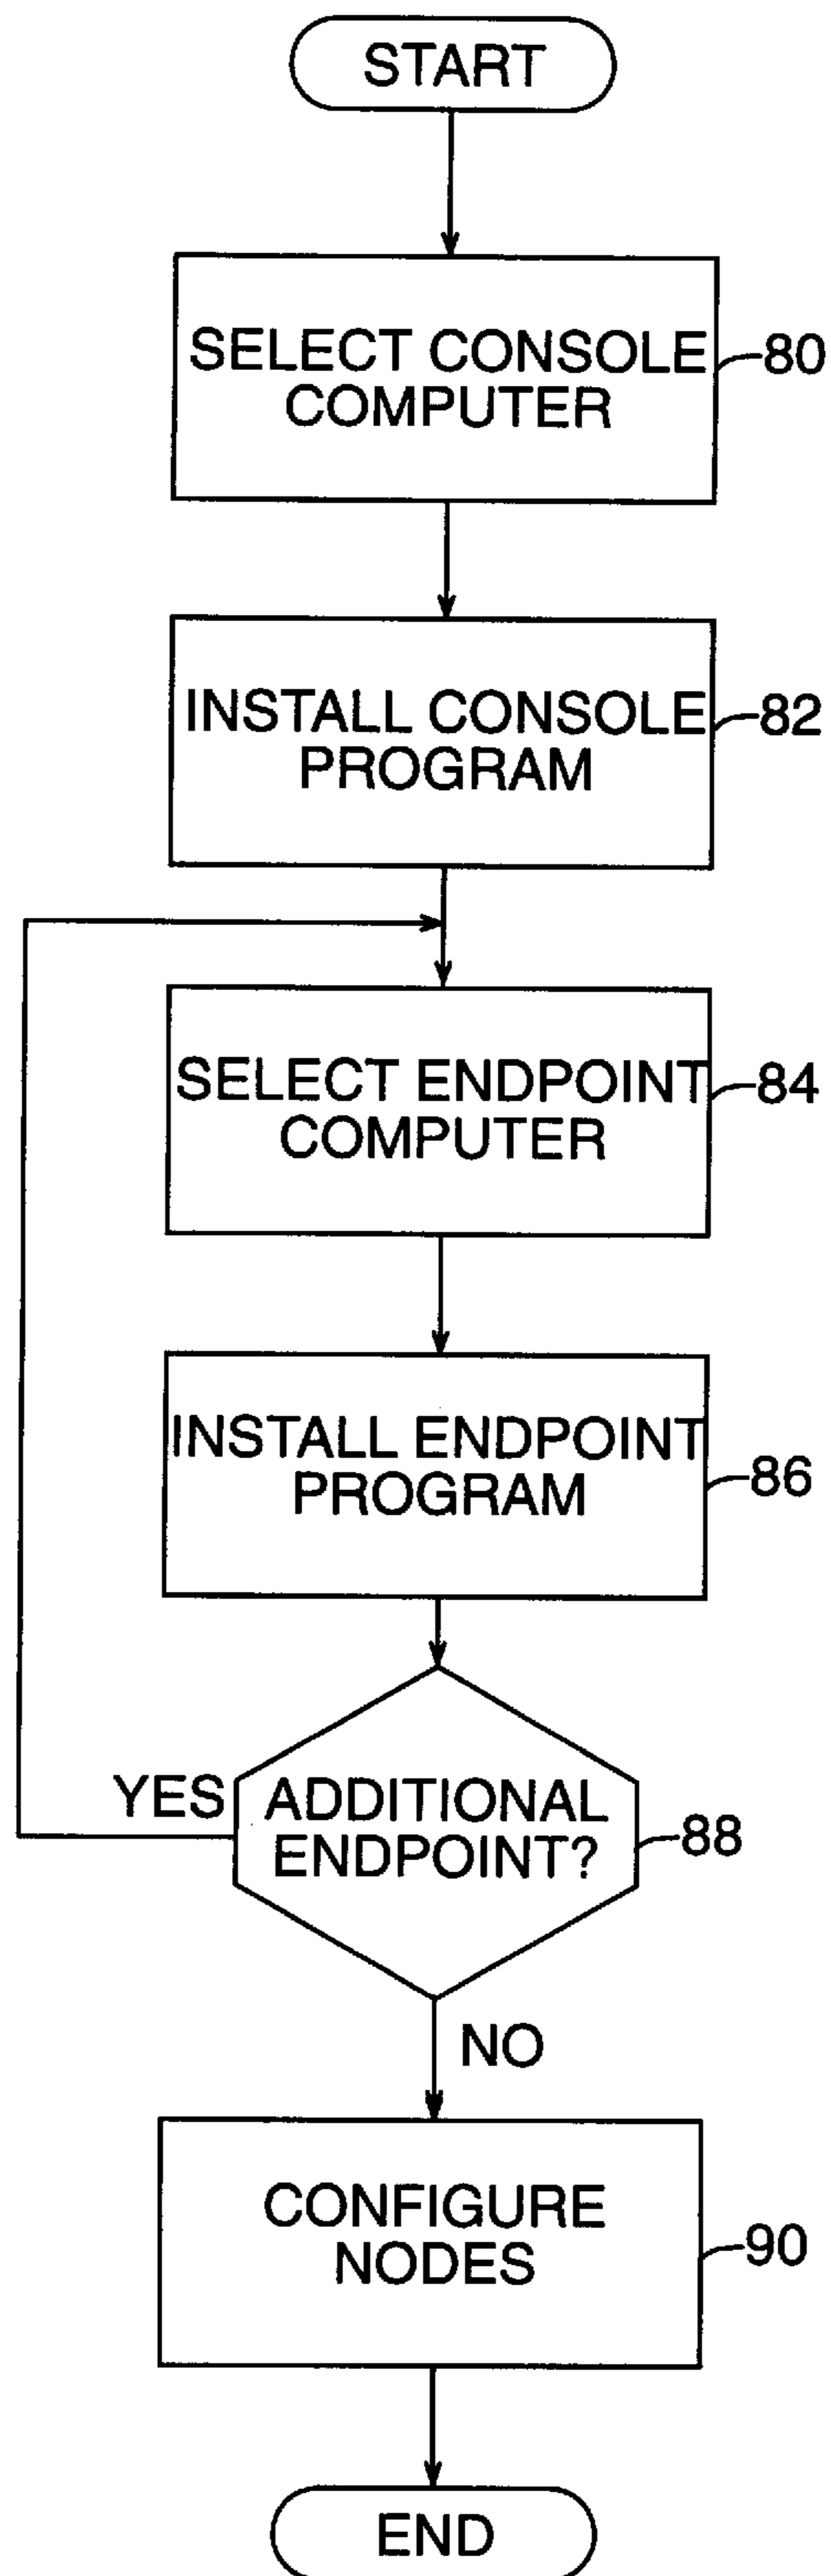 START
SELECT CONSOLE
COMPUTER
80
INSTALL CONSOLE
PROGRAM
82
SELECT ENDPOINT
COMPUTER
84
INSTALL ENDPOINT
PROGRAM
86
YES
ADDITIONAL
ENDPOINT?
88
NO
CONFIGURE
NODES
90
END